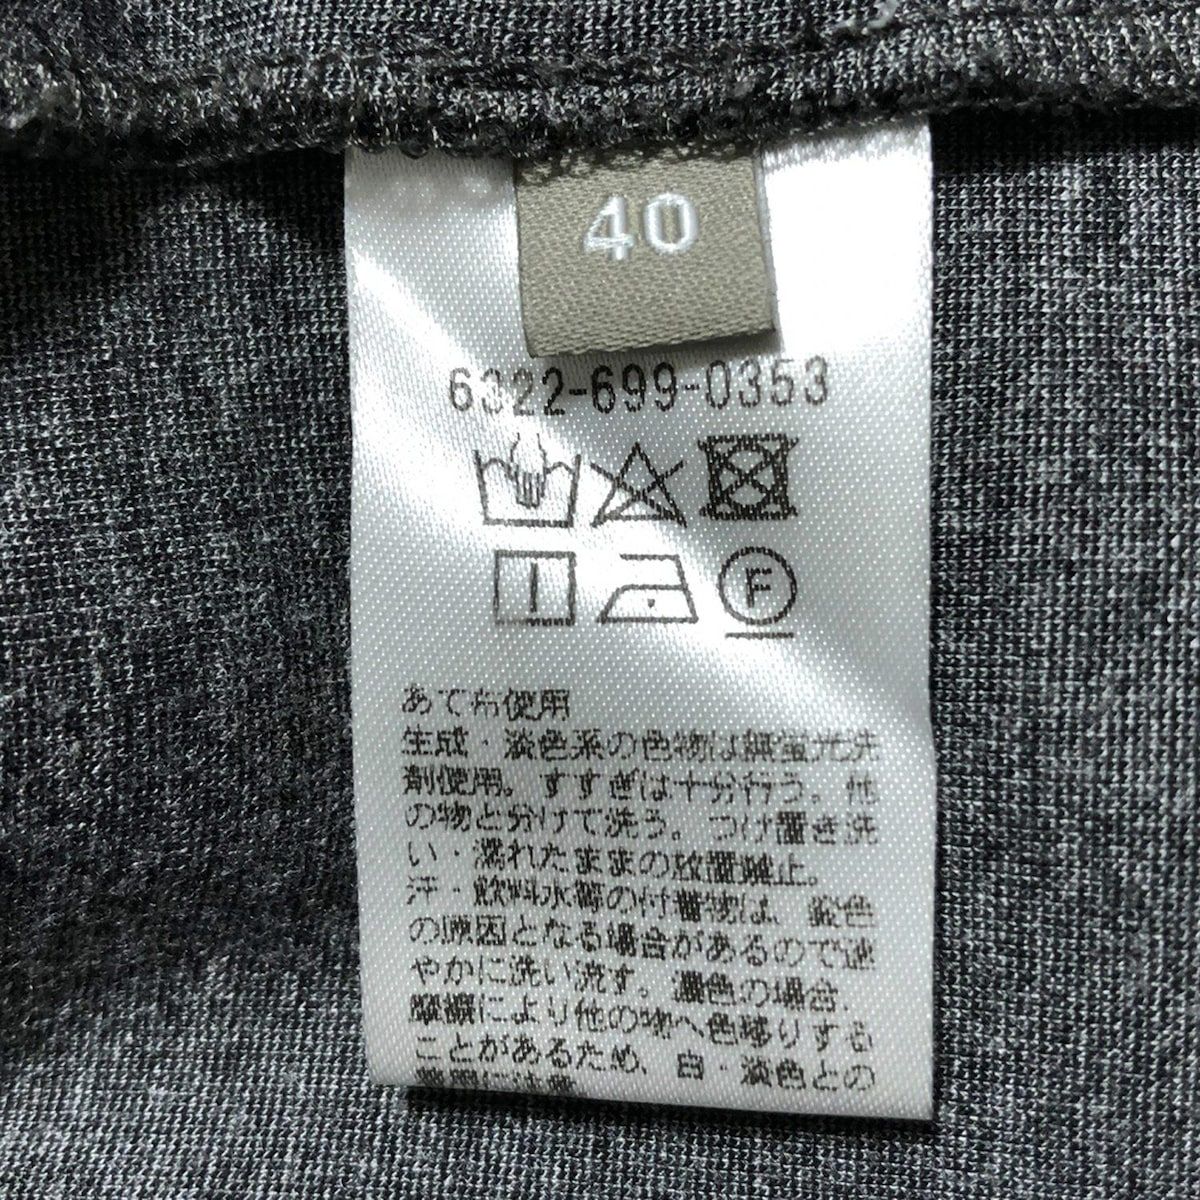 40
6322-699-0353
F
あて布使用
生成・淡色系の色物は無蛍光洗
剤使用。すすぎは十分行う。他
の物と分けて洗う。つけ置き洗
い・濡れたままの放置禁止。
汗・飲料水等の付着物は、変色
の原因となる場合があるので速
やかに洗い流す。濃色の場合、
摩擦により他の物へ色移りする
ことがあるため、白・淡色との
着用に注意